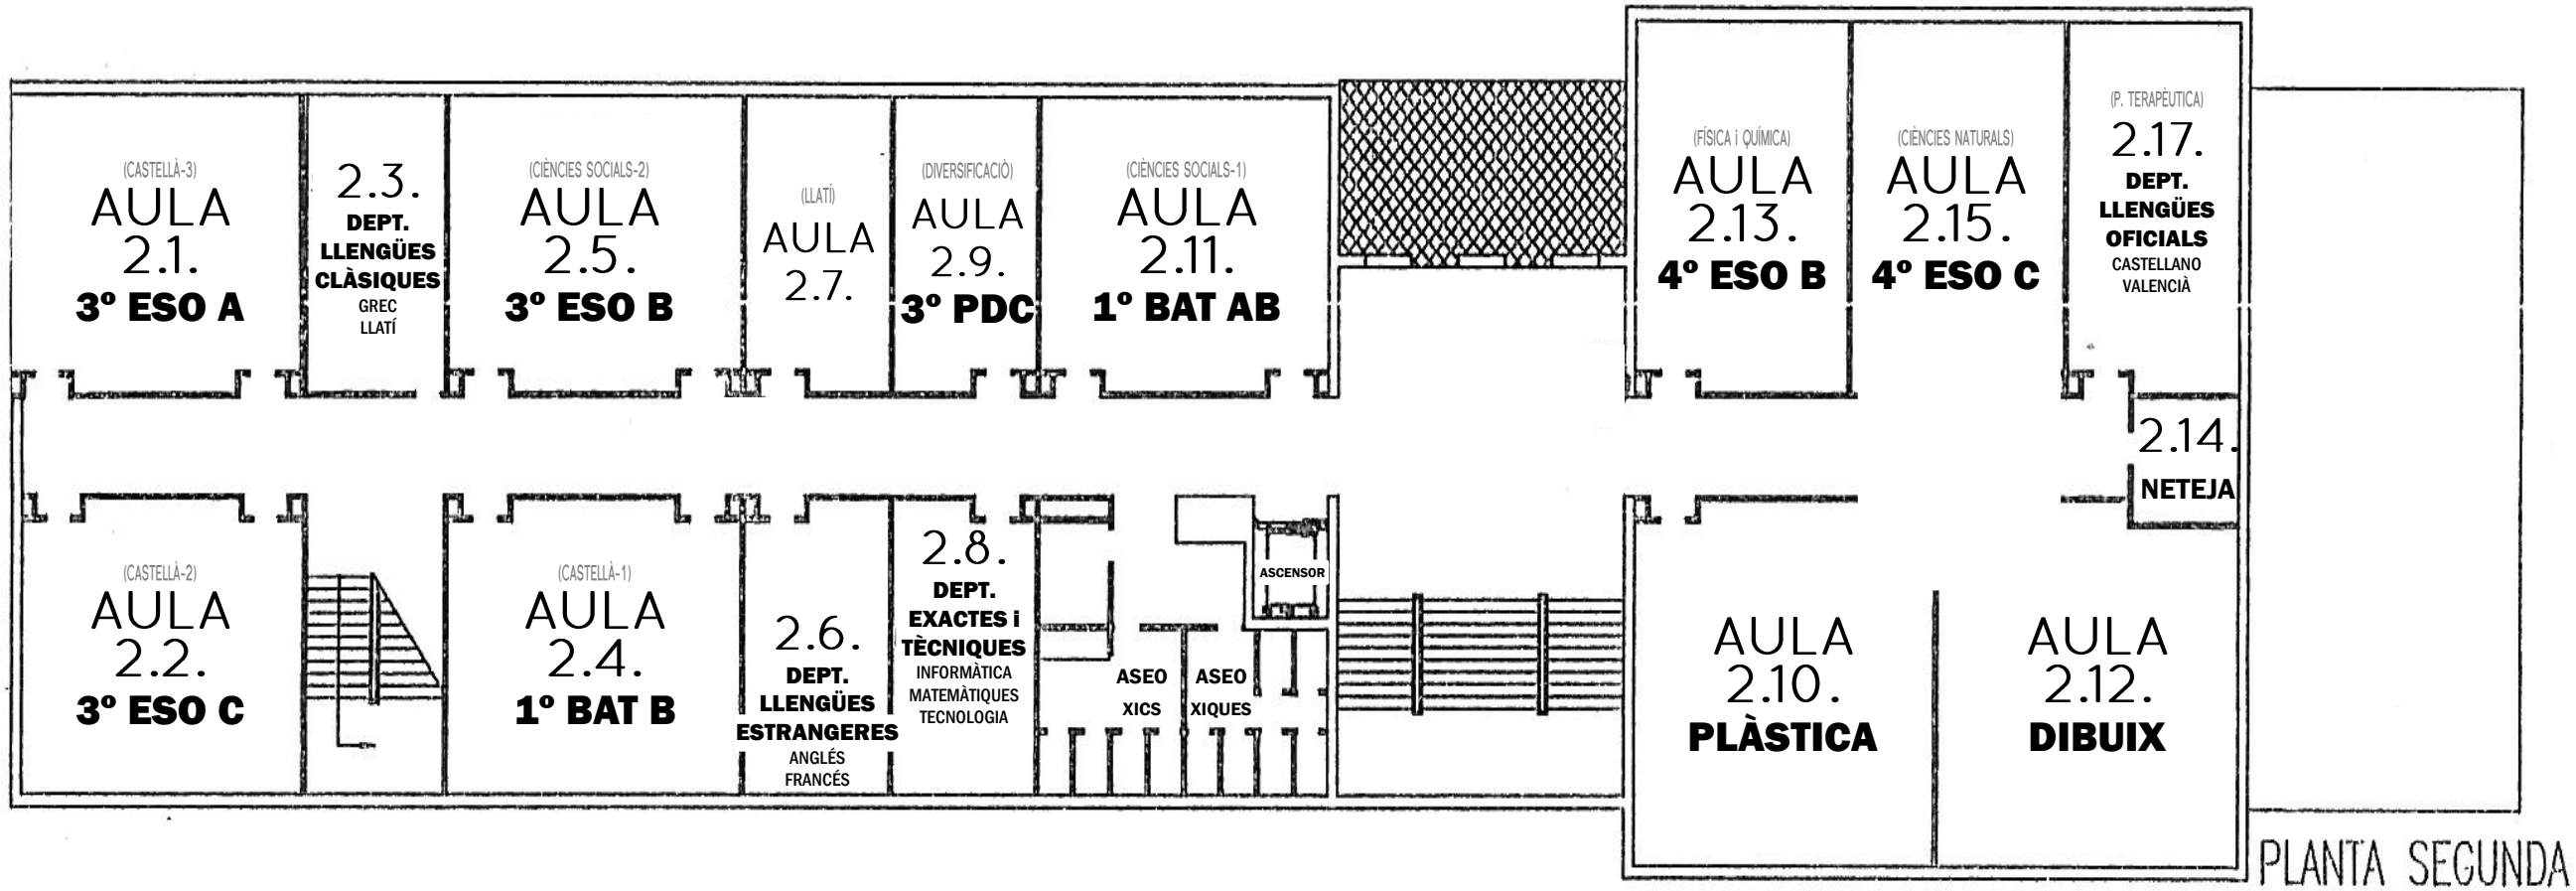 (CASTELLÀ-3)
AULA
2.1.
3º ESO A
2.3.
DEPT.
LLENGÜES
CLÀSIQUES
GREC
LLATÍ
(CIÈNCIES SOCIALS-2)
AULA
2.5.
3º ESO B
(LLATÍ)
AULA
2.7.
(DIVERSIFICACIÒ)
AULA
2.9.
3º PDC
(CIÈNCIES SOCIALS-1)
AULA
2.11.
1º BAT AB
(FÍSICA i QUÍMICA)
AULA
2.13.
4º ESO B
(CIÈNCIES NATURALS)
AULA
2.15.
4º ESO C
(P. TERAPÈUTICA)
2.17.
DEPT.
LLENGÜES
OFICIALS
CASTELLANO
VALENCIÀ
2.14.
NETEJA
(CASTELLÀ-2)
AULA
2.2.
3º ESO C
(CASTELLÀ-1)
AULA
2.4.
1º BAT B
2.6.
DEPT.
LLENGÜES
ESTRANGERES
ANGLÉS
FRANCÉS
2.8.
DEPT.
EXACTES i
TÈCNIQUES
INFORMÀTICA
MATEMÀTIQUES
TECNOLOGIA
ASEO
XICS
ASEO
XIQUES
ASCENSOR
AULA
2.10.
PLÀSTICA
AULA
2.12.
DIBUIX
PLANTA SEGUNDA